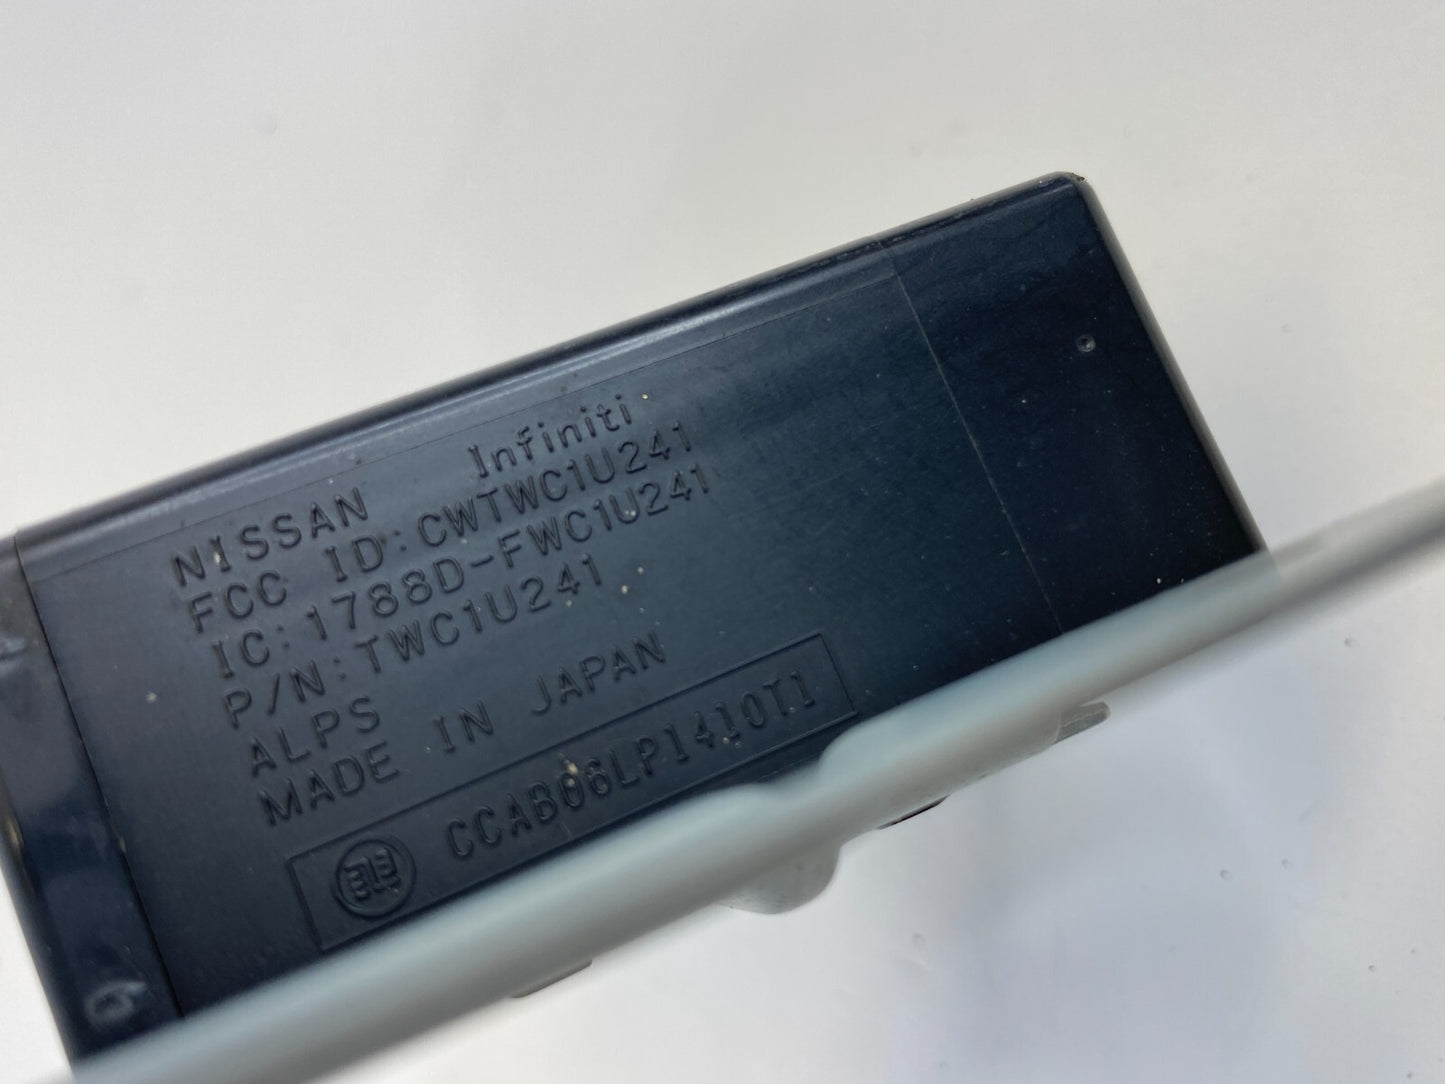 NISSAN Infiniti
FCC ID:CWTWC1U241
IC:1788D-FWC1U241
P/N:TWC1U241
ALPS
MADE IN JAPAN
CCAB06LP1410T1